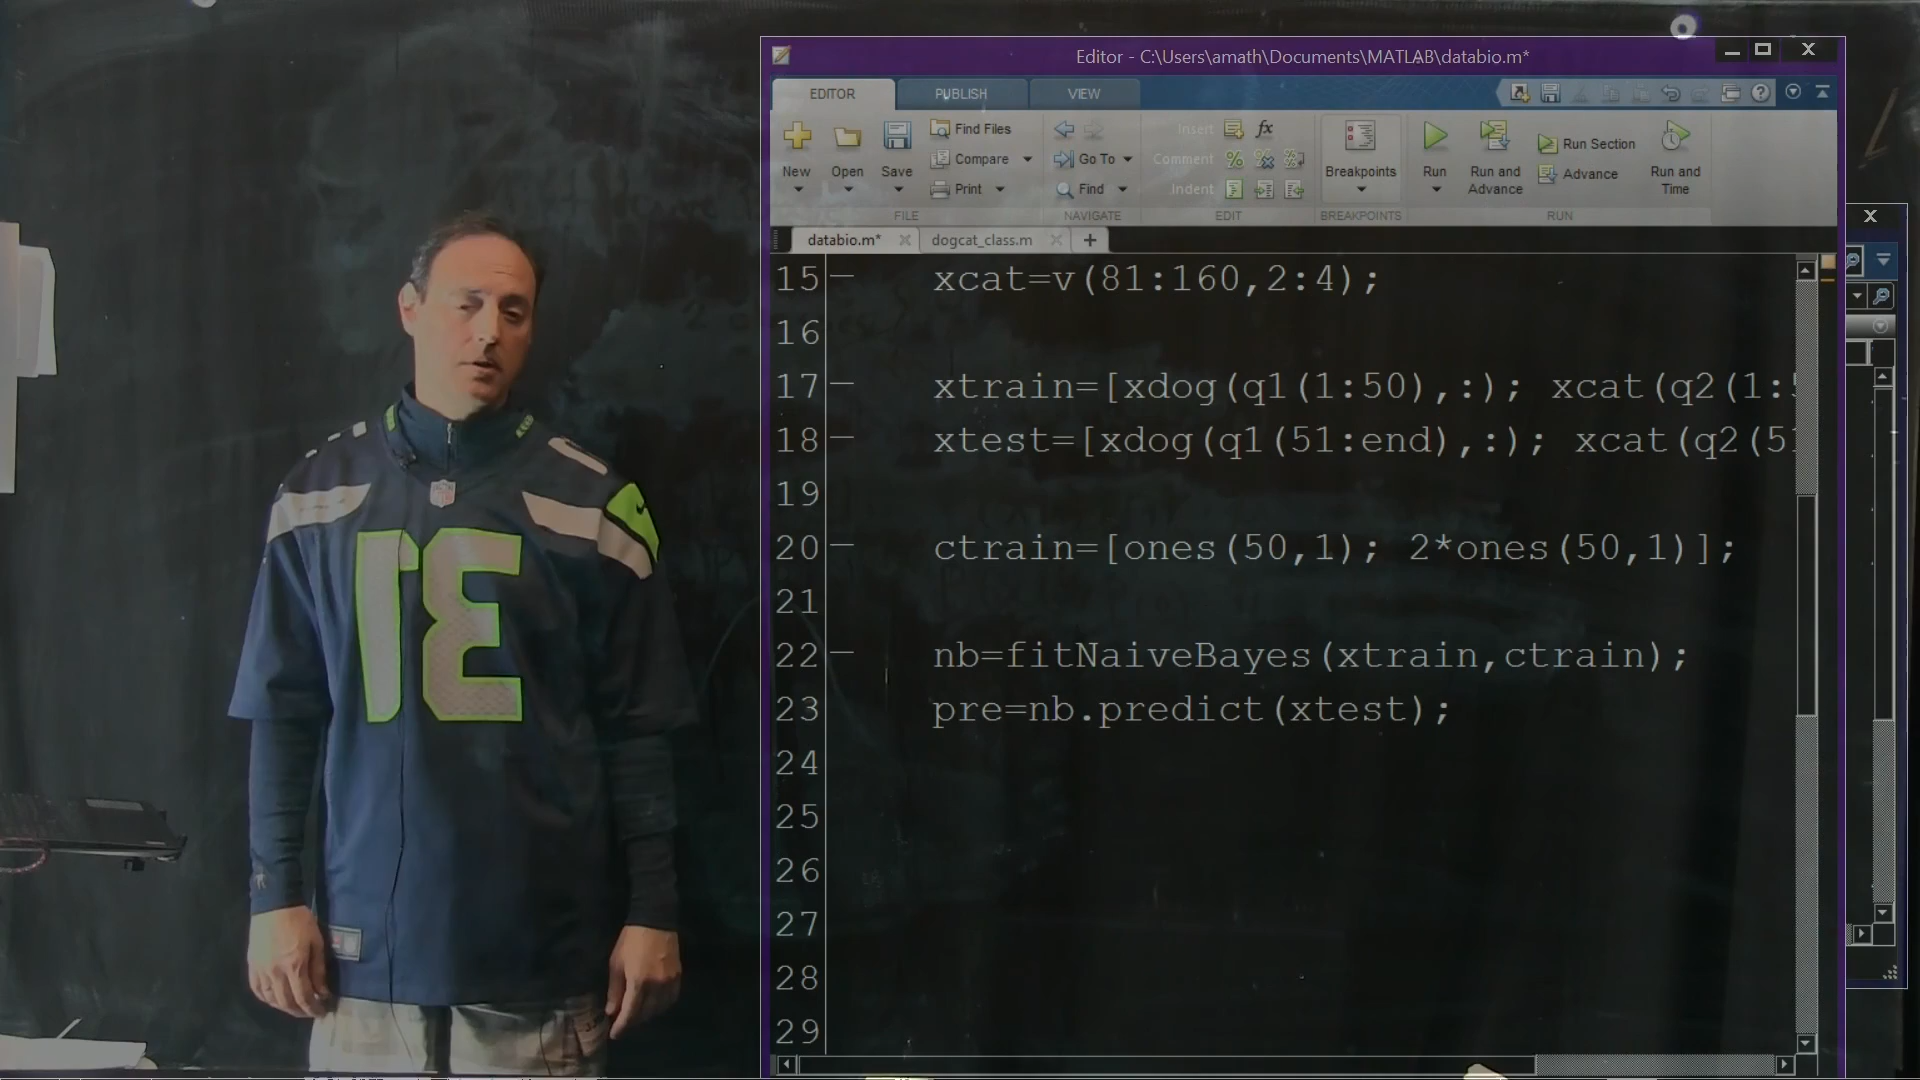 Editor - C:\Users\amath\Documents\MATLAB\databio.m*
EDITOR PUBLISH VIEW
New Open Save Find Files Compare Print Go To Find Insert Comment Indent fx Breakpoints Run Run and Advance Run Section Advance Run and Time
FILE NAVIGATE EDIT BREAKPOINTS RUN
databio.m* dogcat_class.m +
15 xcat=v(81:160,2:4);
16
17 xtrain=[xdog(q1(1:50),:); xcat(q2(1:5
18 xtest=[xdog(q1(51:end),:); xcat(q2(51
19
20 ctrain=[ones(50,1); 2*ones(50,1)];
21
22 nb=fitNaiveBayes(xtrain,ctrain);
23 pre=nb.predict(xtest);
24
25
26
27
28
29
31